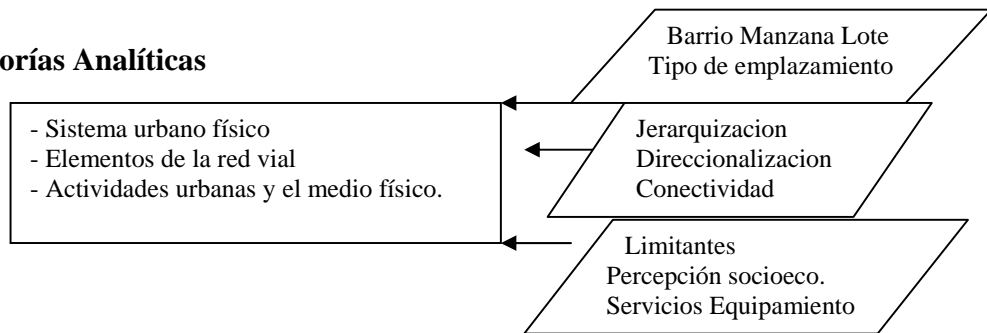 orías Analíticas
- Sistema urbano físico
- Elementos de la red vial
- Actividades urbanas y el medio físico.
Barrio Manzana Lote
Tipo de emplazamiento
Jerarquizacion
Direccionalizacion
Conectividad
Limitantes
Percepción socioeco.
Servicios Equipamiento